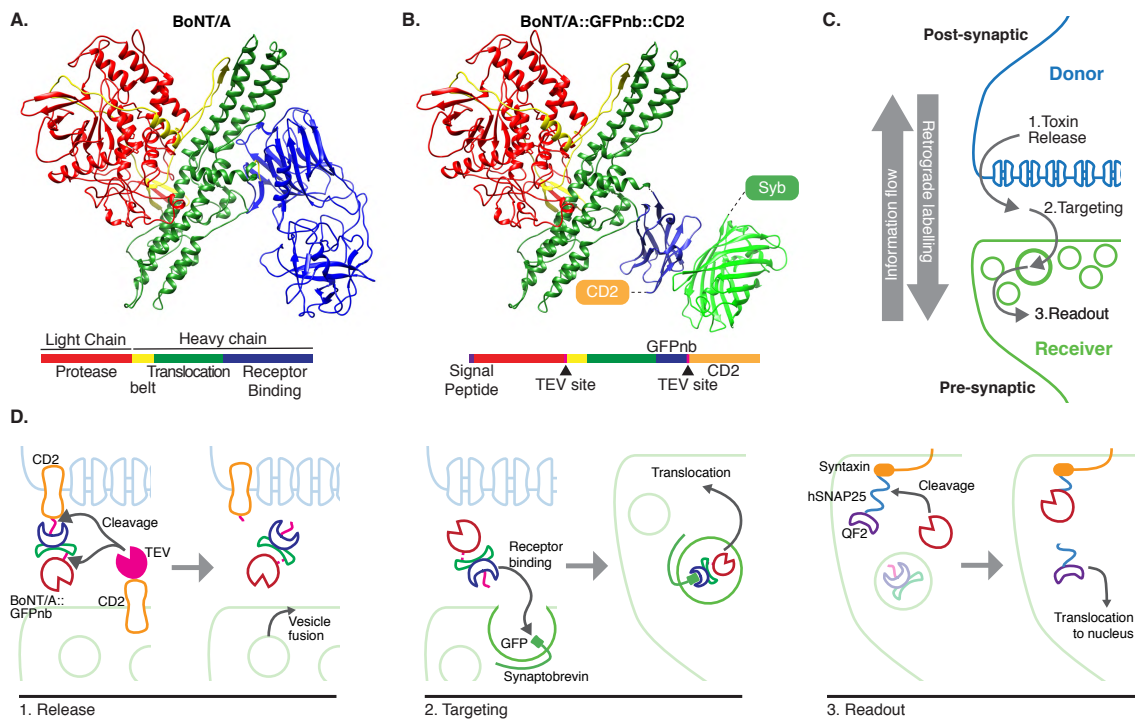 A.
BoNT/A
Light Chain
Heavy chain
Protease
belt
Translocation
Receptor
Binding
B.
BoNT/A::GFPnb::CD2
Syb
CD2
GFPnb
Signal
Peptide
TEV site
TEV site
CD2
C.
Post-synaptic
Donor
1.Toxin
Release
2.Targeting
Information flow
Retrograde labelling
3.Readout
Receiver
Pre-synaptic
D.
CD2
Cleavage
TEV
BoNT/A::
GFPnb
CD2
Vesicle
fusion
1. Release
Receptor
binding
GFP
Synaptobrevin
Translocation
2. Targeting
Syntaxin
hSNAP25
QF2
Cleavage
Translocation
to nucleus
3. Readout